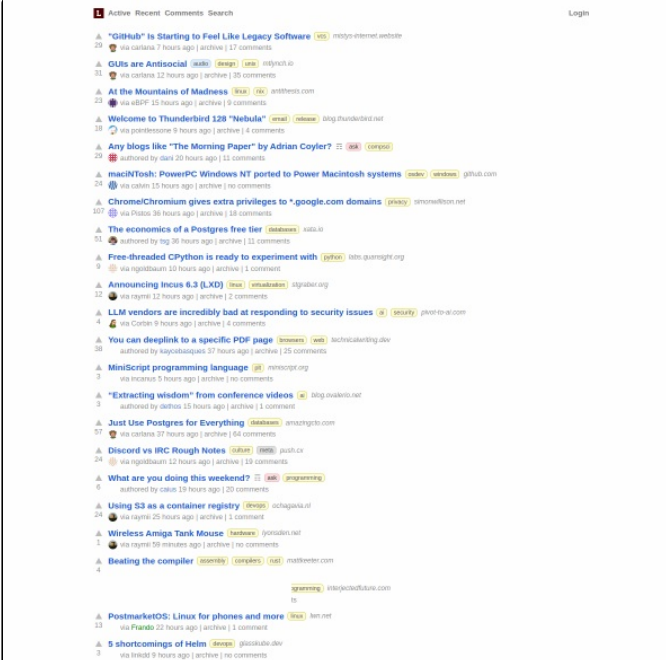 L Active Recent Comments Search Login
"GitHub" Is Starting to Feel Like Legacy Software vcs mistys-internet.website
29 via carlana 7 hours ago | archive | 17 comments
GUIs are Antisocial audio design unix
31 via carlana 12 hours ago | archive | 35 comments
At the Mountains of Madness linux nix antithesis.com
23 via eBPF 15 hours ago | archive | 9 comments
Welcome to Thunderbird 128 "Nebula" email release blog.thunderbird.net
18 via pointlessone 9 hours ago | archive | 4 comments
Any blogs like "The Morning Paper" by Adrian Coyler? ask compsci
29 authored by dani 20 hours ago | archive | 11 comments
maciNTosh: PowerPC Windows NT ported to Power Macintosh systems osdev windows github.com
24 via calvin 15 hours ago | archive | no comments
Chrome/Chromium gives extra privileges to *.google.com domains privacy simonwillison.net
107 via Piotos 36 hours ago | archive | 18 comments
The economics of a Postgres free tier databases xata.io
51 authored by tsg 36 hours ago | archive | 11 comments
Free-threaded CPython is ready to experiment with python labs.quansight.org
9 via ngoldbaum 10 hours ago | archive | 1 comment
Announcing Incus 6.3 (LXD) linux virtualization stgraber.org
12 via raymii 12 hours ago | archive | 2 comments
LLM vendors are incredibly bad at responding to security issues ai security pivot-to-ai.com
4 via Corbin 9 hours ago | archive | 4 comments
You can deeplink to a specific PDF page browsers web technicalwriting.dev
38 authored by kaycebasques 37 hours ago | archive | 25 comments
MiniScript programming language plt miniscript.org
3 via incanus 5 hours ago | archive | no comments
"Extracting wisdom" from conference videos ai blog.ovalerio.net
3 authored by dethos 15 hours ago | archive | 1 comment
Just Use Postgres for Everything databases amazingcto.com
57 via carlana 37 hours ago | archive | 64 comments
Discord vs IRC Rough Notes culture meta push.cx
24 via ngoldbaum 12 hours ago | archive | 19 comments
What are you doing this weekend? ask programming
6 authored by caius 19 hours ago | archive | 20 comments
Using S3 as a container registry devops ochagavia.nl
24 via raymii 25 hours ago | archive | 1 comment
Wireless Amiga Tank Mouse hardware lyonsden.net
1 via raymii 59 minutes ago | archive | no comments
Beating the compiler assembly compilers rust mattkeeter.com
4
gramming interjectedfuture.com
ts
PostmarketOS: Linux for phones and more linux lwn.net
13 via Frando 22 hours ago | archive | 1 comment
5 shortcomings of Helm devops glasskube.dev
3 via linkdd 9 hours ago | archive | no comments